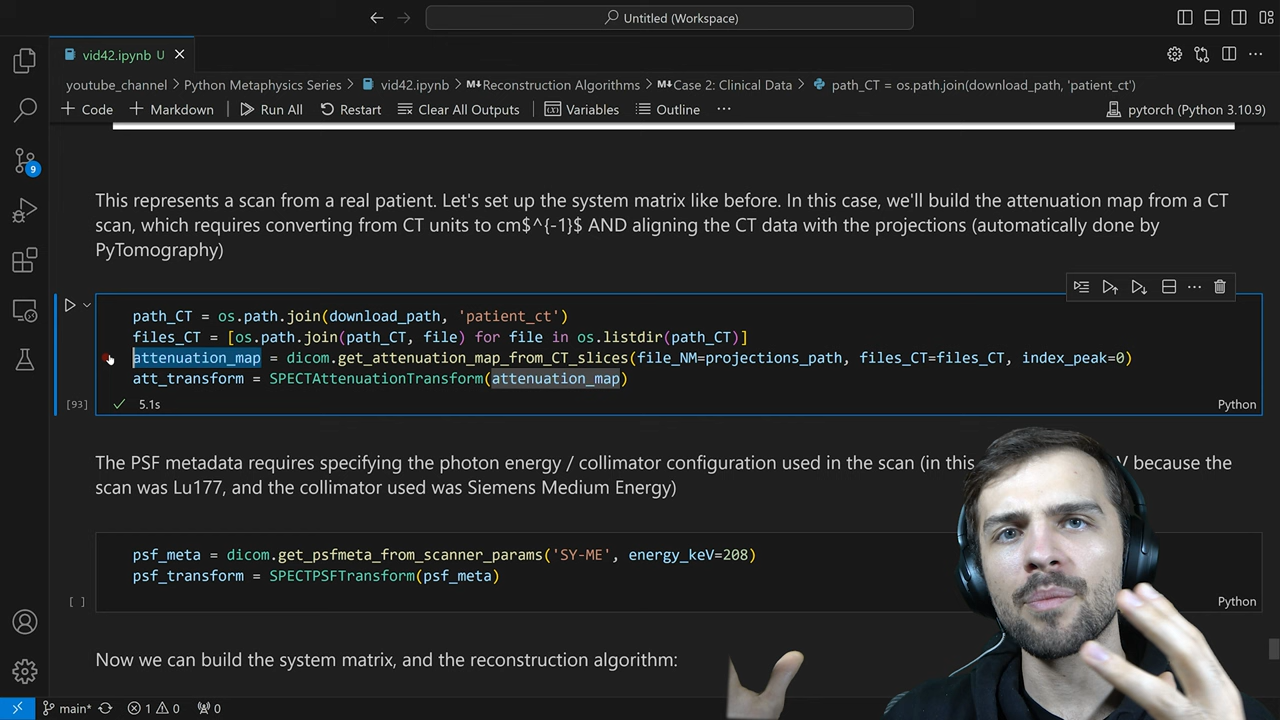 Untitled (Workspace)
vid42.ipynb U
youtube_channel > Python Metaphysics Series > vid42.ipynb > M↓Reconstruction Algorithms > M↓Case 2: Clinical Data > path_CT = os.path.join(download_path, 'patient_ct')
+ Code + Markdown Run All Restart Clear All Outputs Variables Outline ... pytorch (Python 3.10.9)
9
This represents a scan from a real patient. Let's set up the system matrix like before. In this case, we'll build the attenuation map from a CT
scan, which requires converting from CT units to cm$^{-1}$ AND aligning the CT data with the projections (automatically done by
PyTomography)
path_CT = os.path.join(download_path, 'patient_ct')
files_CT = [os.path.join(path_CT, file) for file in os.listdir(path_CT)]
attenuation_map = dicom.get_attenuation_map_from_CT_slices(file_NM=projections_path, files_CT=files_CT, index_peak=0)
att_transform = SPECTAttenuationTransform(attenuation_map)
[93] 5.1s Python
The PSF metadata requires specifying the photon energy / collimator configuration used in the scan (in this V because the
scan was Lu177, and the collimator used was Siemens Medium Energy)
psf_meta = dicom.get_psfmeta_from_scanner_params('SY-ME', energy_keV=208)
psf_transform = SPECTPSFTransform(psf_meta)
[ ] Python
Now we can build the system matrix, and the reconstruction algorithm:
main* 1 0 0